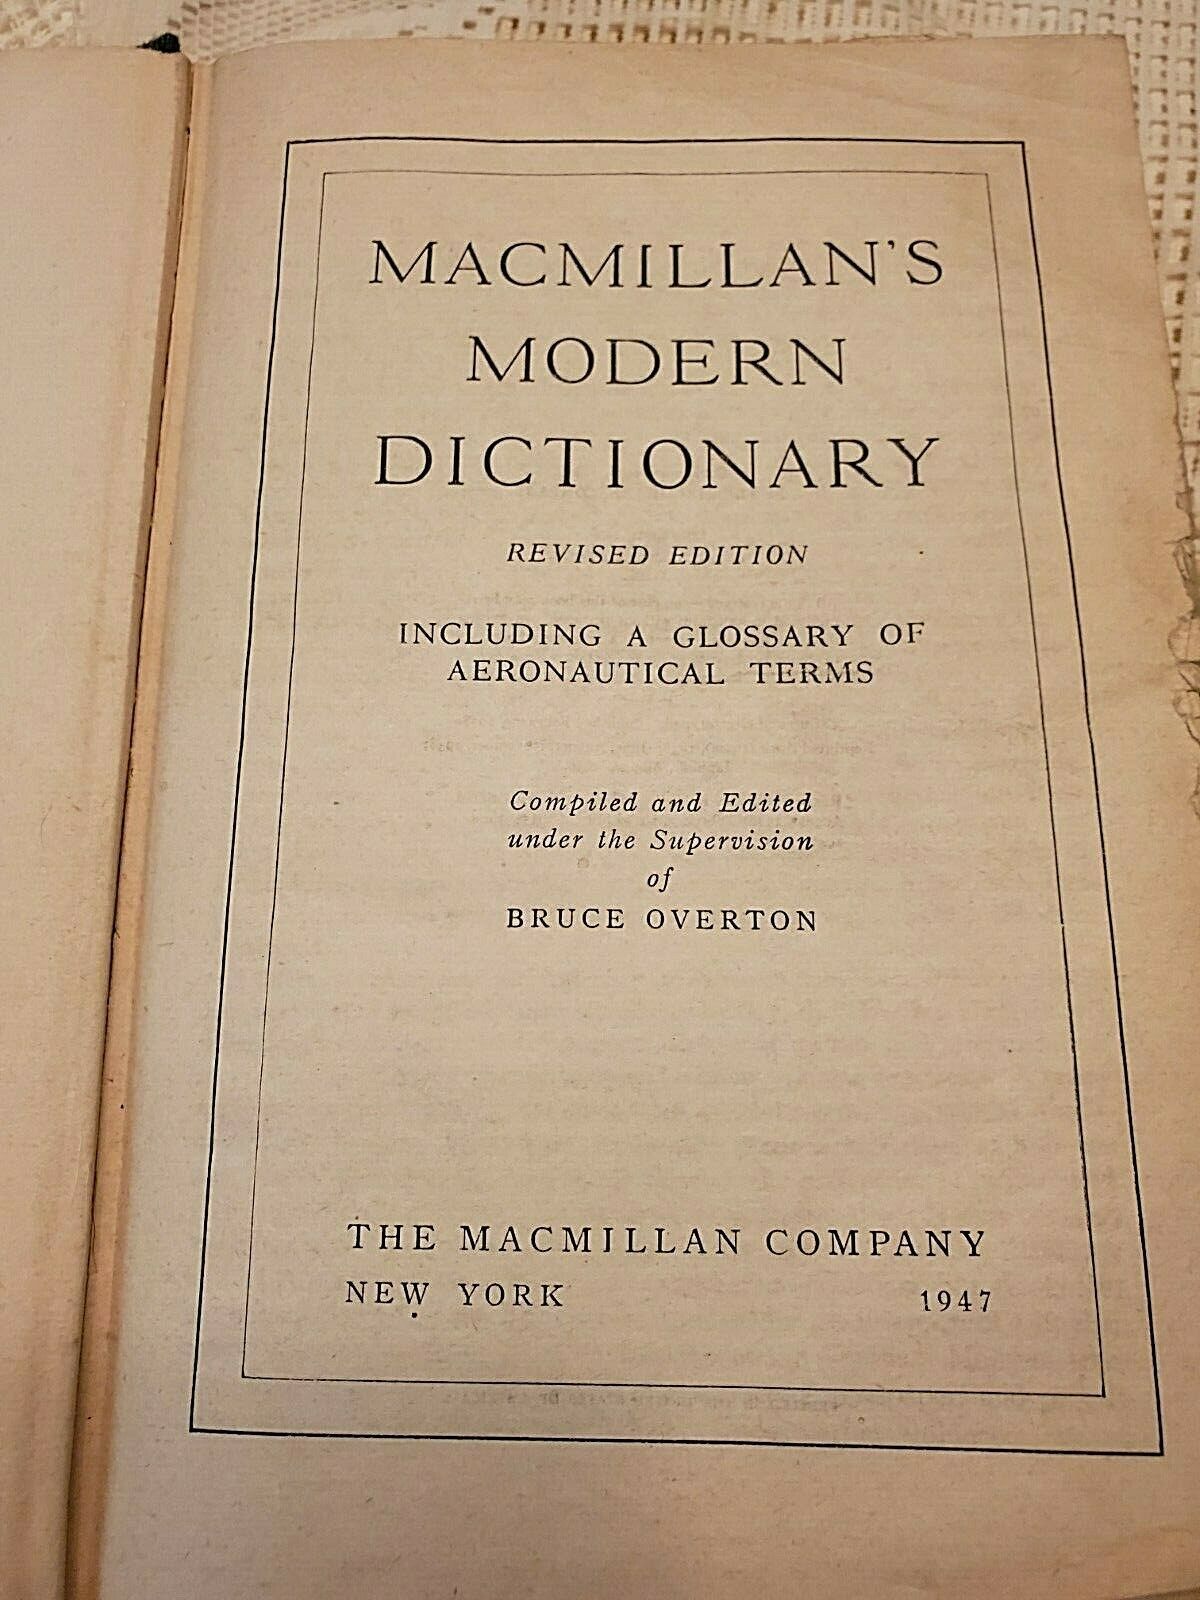 MACMILLAN'S
MODERN
DICTIONARY
REVISED EDITION
INCLUDING A GLOSSARY OF
AERONAUTICAL TERMS
Compiled and Edited
under the Supervision
of
BRUCE OVERTON
THE MACMILLAN COMPANY
NEW YORK 1947